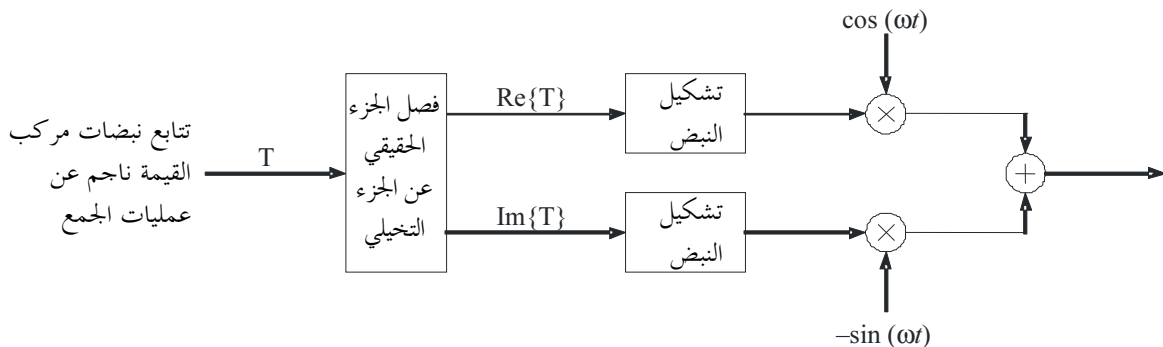 cos (ωt)
تتابع نبضات مركب
القيمة ناجم عن
عمليات الجمع
T
فصل الجزء
الحقيقي
عن الجزء
التخيلي
Re{T}
تشكيل
النبض
×
+
Im{T}
تشكيل
النبض
×
–sin (ωt)